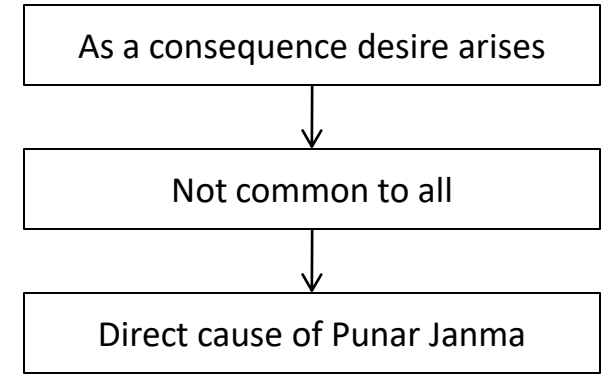 As a consequence desire arises
Not common to all
Direct cause of Punar Janma